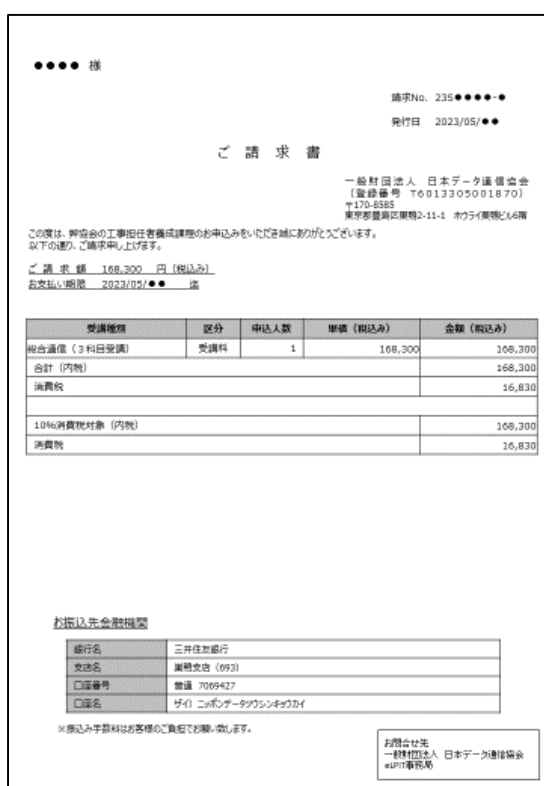 ●●●● 様
請求No. 23S●●●●-●
発行日 2023/05/●●
ご 請 求 書
一般財団法人 日本データ通信協会
(登録番号 T6013305001870)
〒170-8585
東京都豊島区巣鴨2-11-1 ホウライ巣鴨ビル6階
この度は、弊協会の工事担任者養成課程のお申込みをいただき誠にありがとうございます。
以下の通り、ご請求申し上げます。
ご 請 求 額 168,300 円 (税込み)
お支払い期限 2023/05/●● 迄
受講種別 区分 申込人数 単価(税込み) 金額(税込み)
総合通信(3科目受講) 受講料 1 168,300 168,300
合計(内税) 168,300
消費税 16,830
10%消費税対象(内税) 168,300
消費税 16,830
お振込先金融機関
銀行名 三井住友銀行
支店名 巣鴨支店(693)
口座番号 普通 7069427
口座名 ザイ) ニッポンデータツウシンキョウカイ
※振込み手数料はお客様のご負担でお願い致します。
お問合せ先
一般財団法人 日本データ通信協会
eLPIT事務局